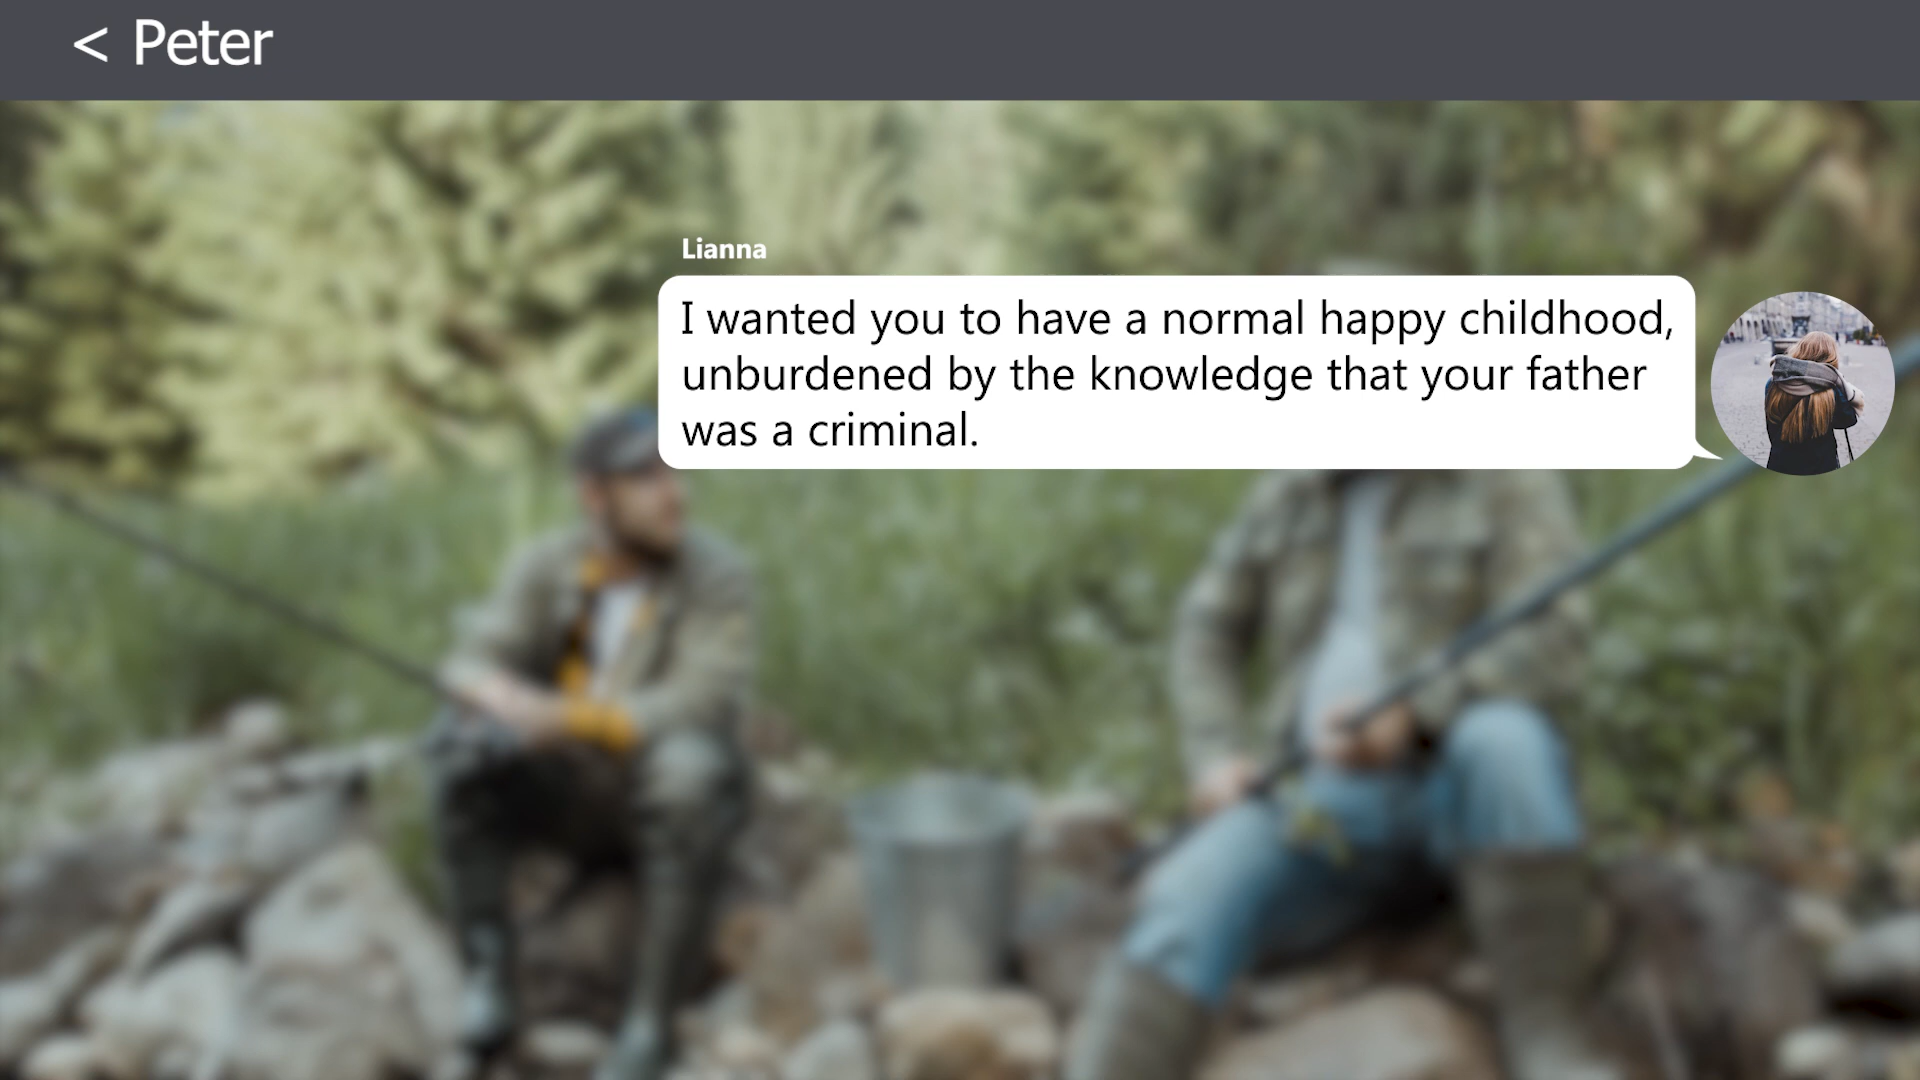 < Peter
Lianna
I wanted you to have a normal happy childhood,
unburdened by the knowledge that your father
was a criminal.